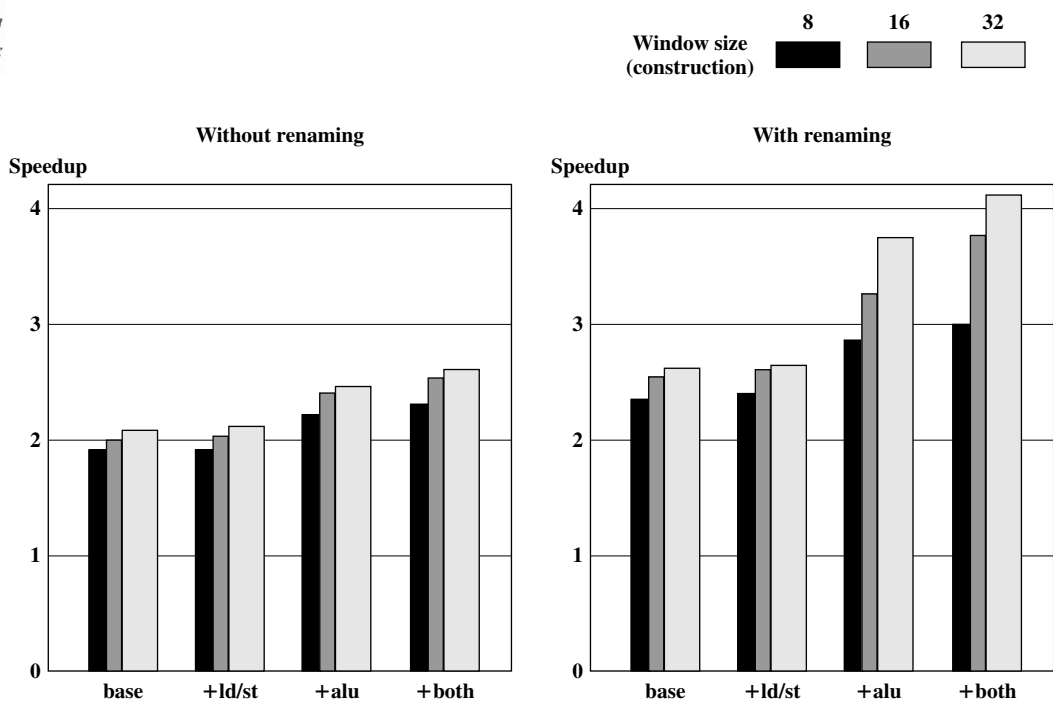 8 16 32
Window size
(construction)
Without renaming
Speedup
4
3
2
1
0
base +ld/st +alu +both
With renaming
Speedup
4
3
2
1
0
base +ld/st +alu +both